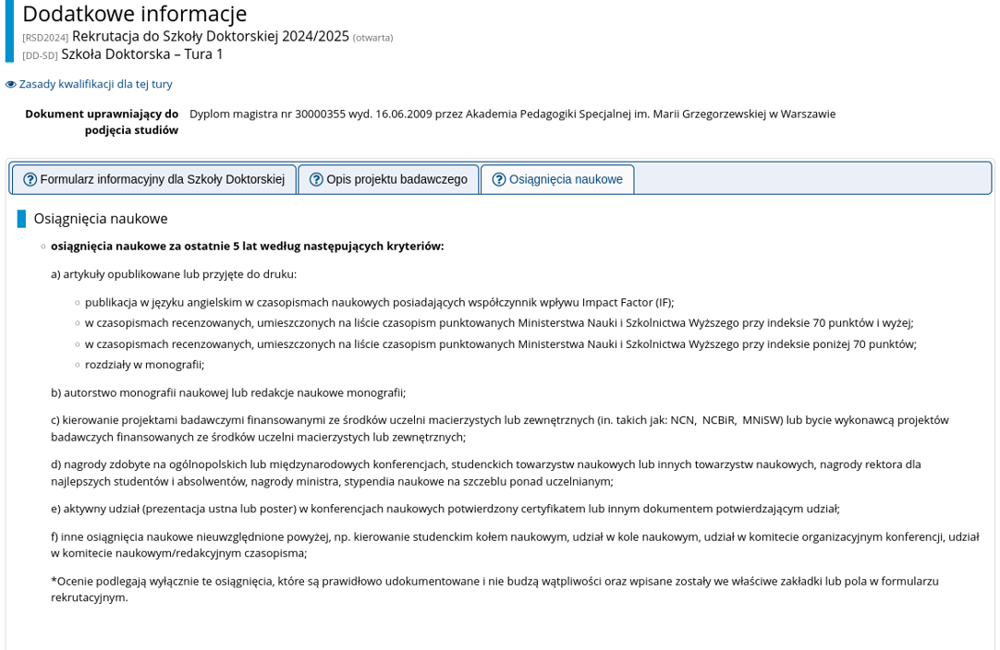 Dodatkowe informacje
[RSD2024] Rekrutacja do Szkoły Doktorskiej 2024/2025 (otwarta)
[DD-SD] Szkoła Doktorska – Tura 1
Zasady kwalifikacji dla tej tury
Dokument uprawniający do Dyplom magistra nr 30000355 wyd. 16.06.2009 przez Akademia Pedagogiki Specjalnej im. Marii Grzegorzewskiej w Warszawie
podjęcia studiów
Formularz informacyjny dla Szkoły Doktorskiej Opis projektu badawczego Osiągnięcia naukowe
Osiągnięcia naukowe
osiągnięcia naukowe za ostatnie 5 lat według następujących kryteriów:
a) artykuły opublikowane lub przyjęte do druku:
publikacja w języku angielskim w czasopismach naukowych posiadających współczynnik wpływu Impact Factor (IF);
w czasopismach recenzowanych, umieszczonych na liście czasopism punktowanych Ministerstwa Nauki i Szkolnictwa Wyższego przy indeksie 70 punktów i wyżej;
w czasopismach recenzowanych, umieszczonych na liście czasopism punktowanych Ministerstwa Nauki i Szkolnictwa Wyższego przy indeksie poniżej 70 punktów;
rozdziały w monografii;
b) autorstwo monografii naukowej lub redakcje naukowe monografii;
c) kierowanie projektami badawczymi finansowanymi ze środków uczelni macierzystych lub zewnętrznych (in. takich jak: NCN, NCBiR, MNiSW) lub bycie wykonawcą projektów
badawczych finansowanych ze środków uczelni macierzystych lub zewnętrznych;
d) nagrody zdobyte na ogólnopolskich lub międzynarodowych konferencjach, studenckich towarzystw naukowych lub innych towarzystw naukowych, nagrody rektora dla
najlepszych studentów i absolwentów, nagrody ministra, stypendia naukowe na szczeblu ponad uczelnianym;
e) aktywny udział (prezentacja ustna lub poster) w konferencjach naukowych potwierdzony certyfikatem lub innym dokumentem potwierdzającym udział;
f) inne osiągnięcia naukowe nieuwzględnione powyżej, np. kierowanie studenckim kołem naukowym, udział w kole naukowym, udział w komitecie organizacyjnym konferencji, udział
w komitecie naukowym/redakcyjnym czasopisma;
*Ocenie podlegają wyłącznie te osiągnięcia, które są prawidłowo udokumentowane i nie budzą wątpliwości oraz wpisane zostały we właściwe zakładki lub pola w formularzu
rekrutacyjnym.